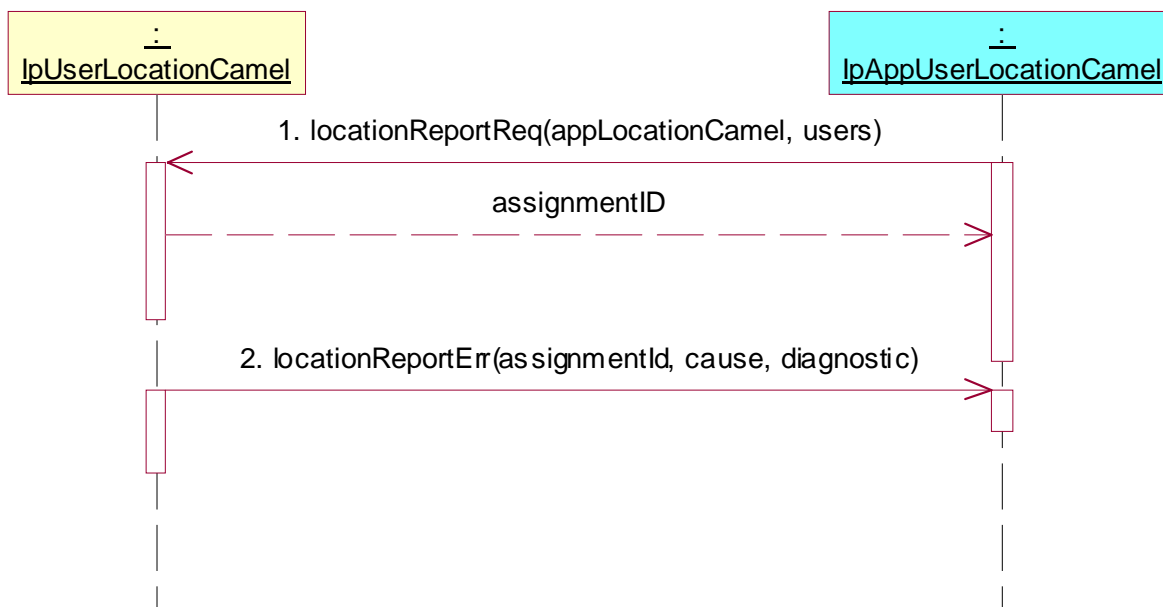 :
IpUserLocationCamel
:
IpAppUserLocationCamel
1. locationReportReq(appLocationCamel, users)
assignmentID
2. locationReportErr(assignmentId, cause, diagnostic)